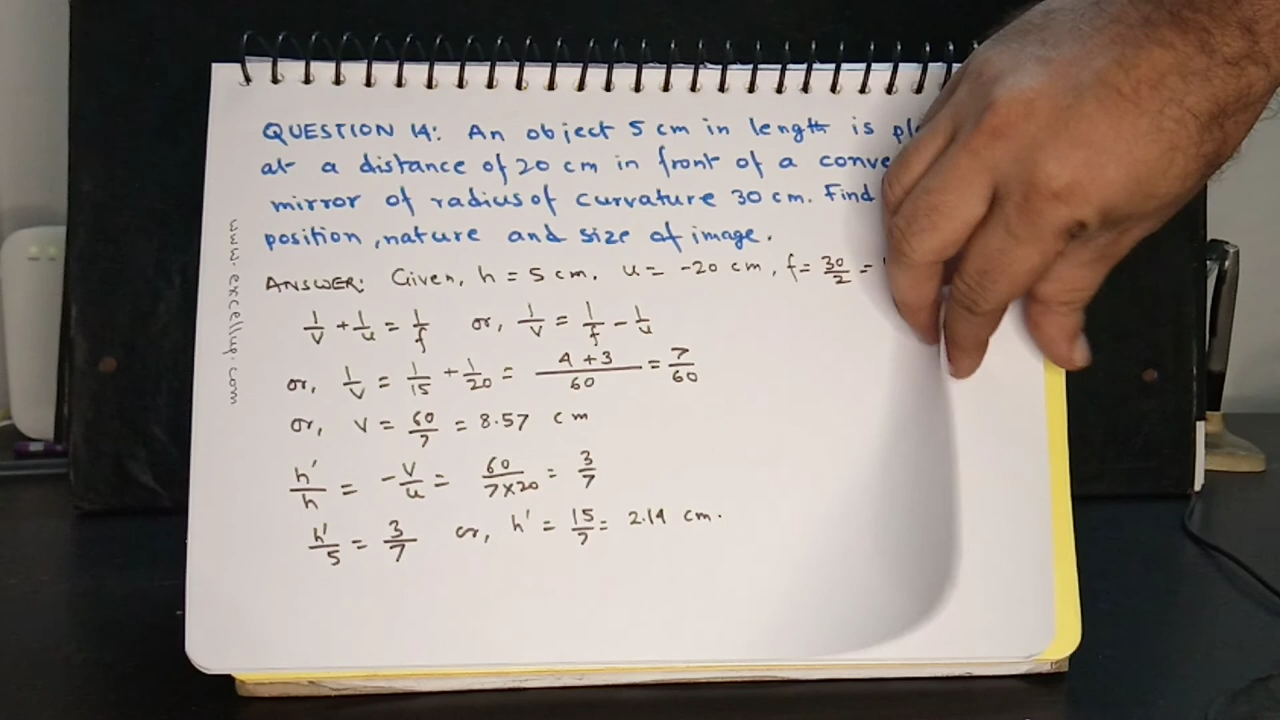 QUESTION 14: An object 5 cm in length is pl
at a distance of 20 cm in front of a conve
mirror of radius of curvature 30 cm. Find
position, nature and size of image.
ANSWER: Given, h = 5 cm, u = -20 cm, f = 30/2 =
1/v + 1/u = 1/f or, 1/v = 1/f - 1/u
or, 1/v = 1/15 + 1/20 = 4+3/60 = 7/60
or, v = 60/7 = 8.57 cm
h'/h = -v/u = 60/7×20 = 3/7
h'/5 = 3/7 or, h' = 15/7 = 2.14 cm.
www.excellup.com